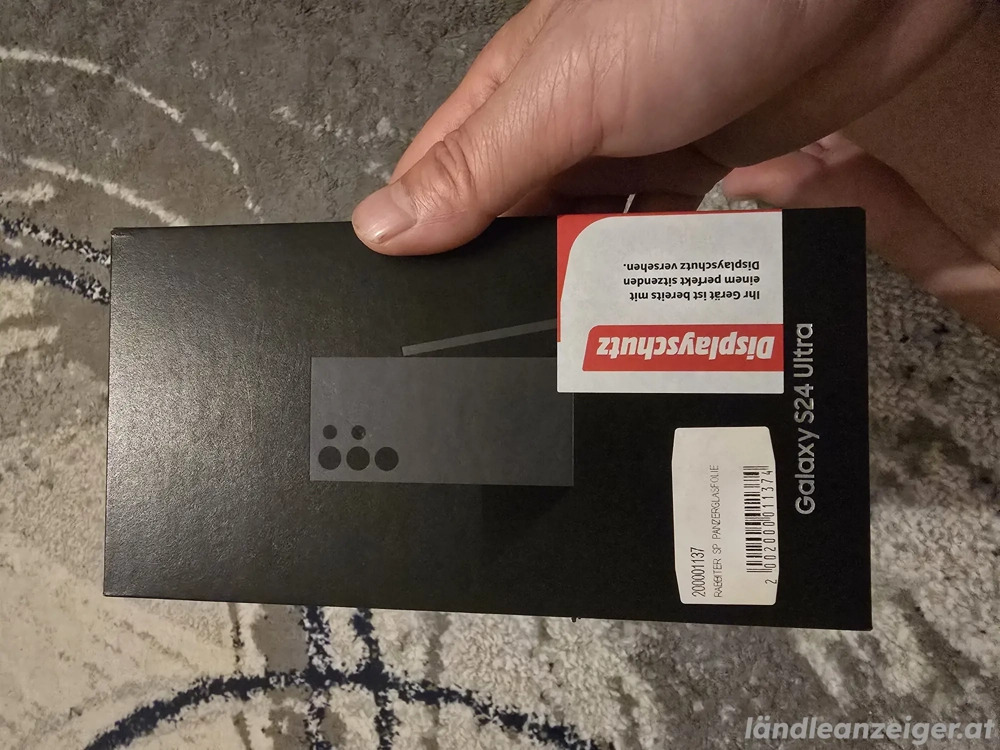 Displayschutz
Ihr Gerät ist bereits mit
einem perfekt sitzenden
Displayschutz versehen.
Galaxy S24 Ultra
200001137
RABBITER SP PANZERGLASFOLIE
2 002000 011374
ländleanzeiger.at